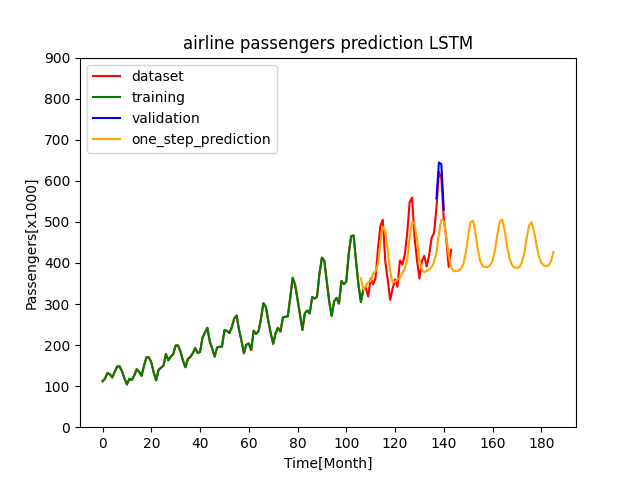 airline passengers prediction LSTM
900
800
700
600
500
400
300
200
100
0
Passengers[x1000]
dataset
training
validation
one_step_prediction
0 20 40 60 80 100 120 140 160 180
Time[Month]